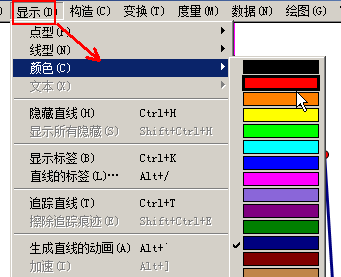 显示(D) 构造(C) 变换(T) 度量(M) 数据(N) 绘图(G)
点型(P)
线型(N)
颜色(C)
文本(X)
隐藏直线(H) Ctrl+H
显示所有隐藏(S) Shift+Ctrl+H
显示标签(B) Ctrl+K
直线的标签(L)… Alt+/
追踪直线(T) Ctrl+T
擦除追踪痕迹(E) Shift+Ctrl+E
生成直线的动画(A) Alt+`
加速(I) Alt+]